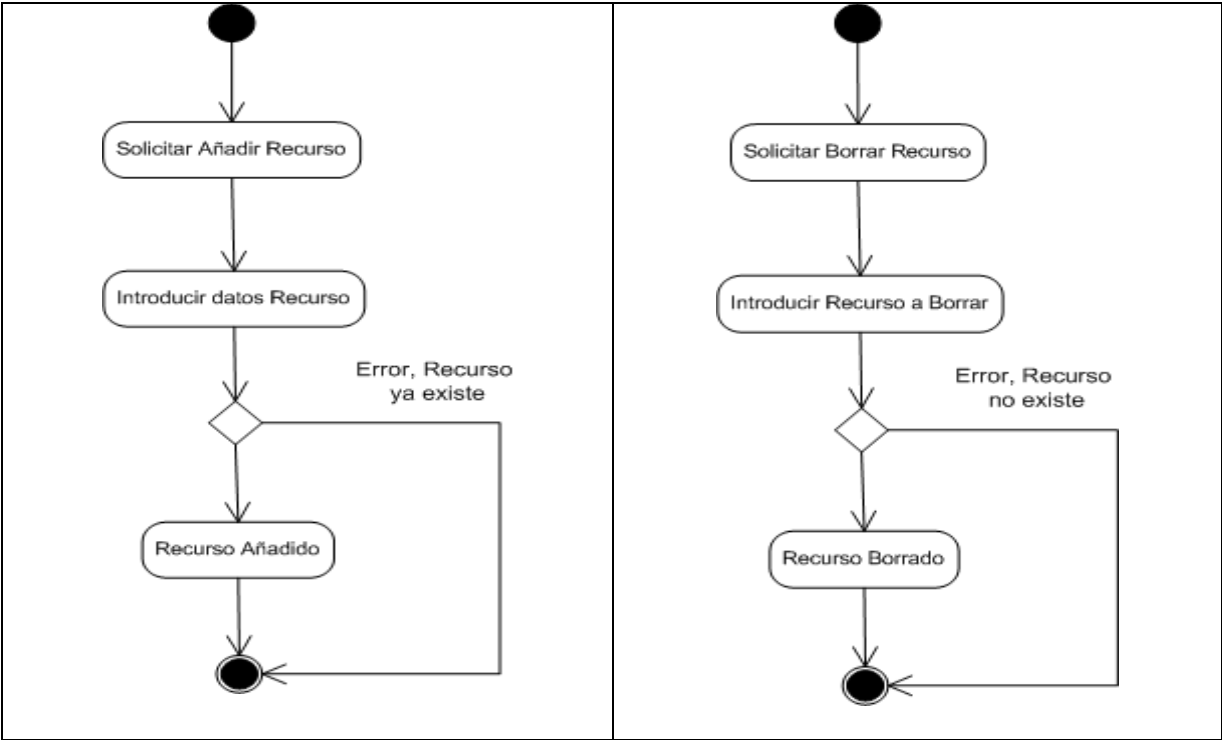 Solicitar Añadir Recurso
Introducir datos Recurso
Error, Recurso
ya existe
Recurso Añadido
Solicitar Borrar Recurso
Introducir Recurso a Borrar
Error, Recurso
no existe
Recurso Borrado